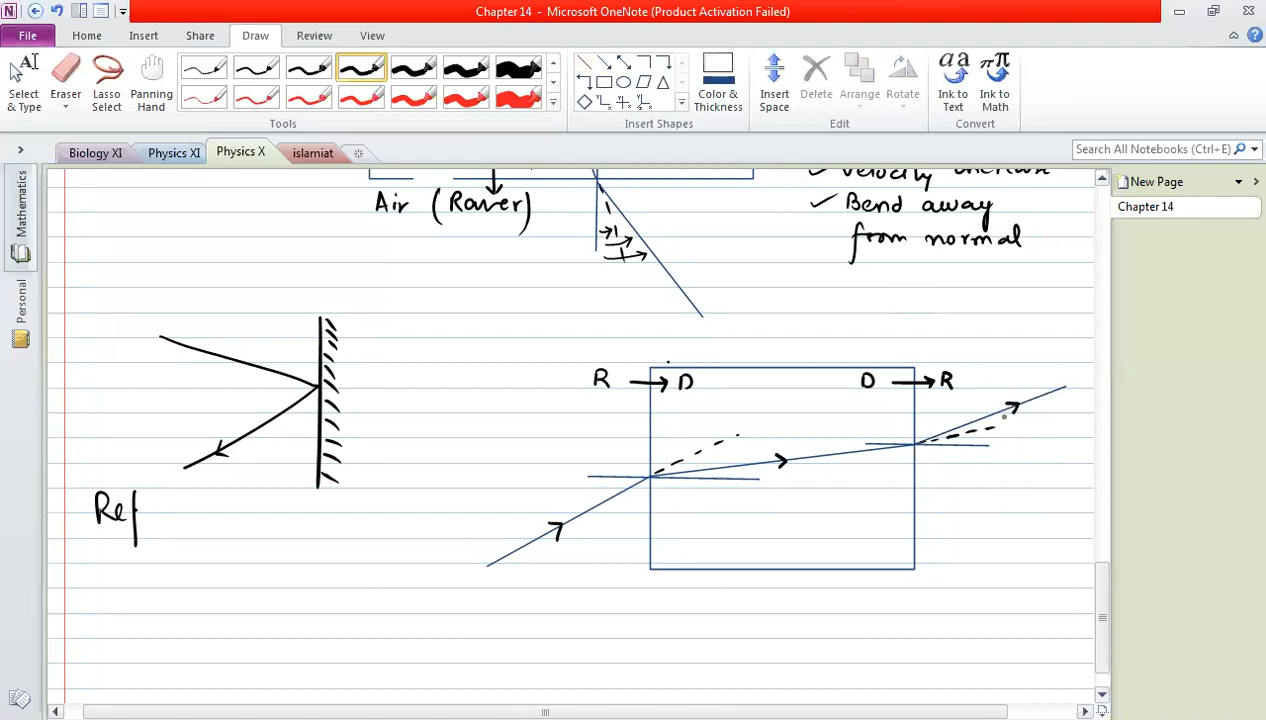 Chapter 14 - Microsoft OneNote (Product Activation Failed)
File Home Insert Share Draw Review View
Select & Type
Eraser
Lasso Select
Panning Hand
Color & Thickness
Insert Space
Delete
Arrange
Rotate
Ink to Text
Ink to Math
Tools
Insert Shapes
Edit
Convert
Biology XI Physics XI Physics X islamiat
Search All Notebooks (Ctrl+E)
New Page
Chapter 14
Mathematics
Personal
Velocity
Air (Rarer)
Bend away
from normal
R → D
D → R
Ref